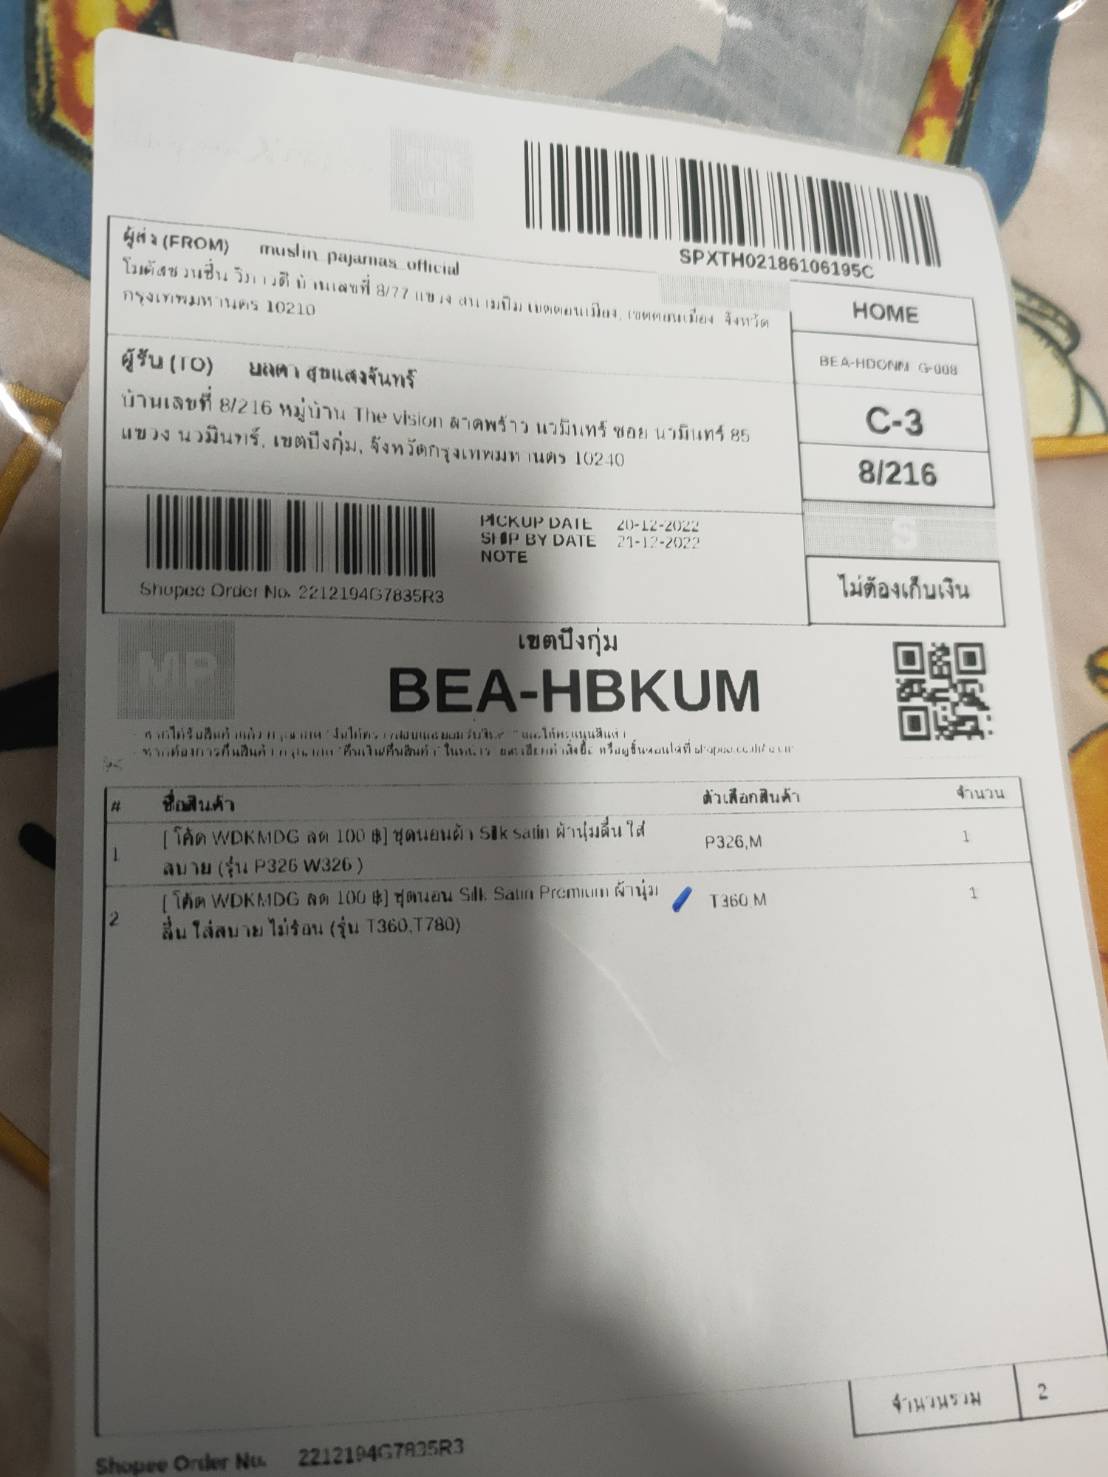 SPXTH02186106195C
ผู้ส่ง (FROM) muslin_pajamas_official
โมดัสชวนชื่น วิภาวดี บ้านเลขที่ 8/77 แขวง สนามบิน เขตดอนเมือง, เขตดอนเมือง, จังหวัด
กรุงเทพมหานคร 10210
HOME
BEA-HDONM G-008
C-3
8/216
S
ไม่ต้องเก็บเงิน
ผู้รับ (TO) สุขแสงจันทร์
บ้านเลขที่ 8/216 หมู่บ้าน The vision ลาดพร้าว นวมินทร์ ซอย นวมินทร์ 85
แขวง นวมินทร์, เขตบึงกุ่ม, จังหวัดกรุงเทพมหานคร 10240
PICKUP DATE 20-12-2022
SHIP BY DATE 21-12-2022
NOTE
Shopee Order No. 2212194G7835R3
MP
เขตบึงกุ่ม
BEA-HBKUM
# ชื่อสินค้า ตัวเลือกสินค้า จำนวน
1 [ โค้ด WDKMDG ลด 100 ฿] ชุดนอนผ้า Silk satin ผ้านุ่มลื่น ใส่ P326,M 1
สบาย (รุ่น P326 W326 )
2 [ โค้ด WDKMDG ลด 100 ฿] ชุดนอน Silk Satin Premium ผ้านุ่ม T360,M 1
ลื่น ใส่สบาย ไม่ร้อน (รุ่น T360,T780)
จำนวนรวม 2
Shopee Order No. 2212194G7835R3